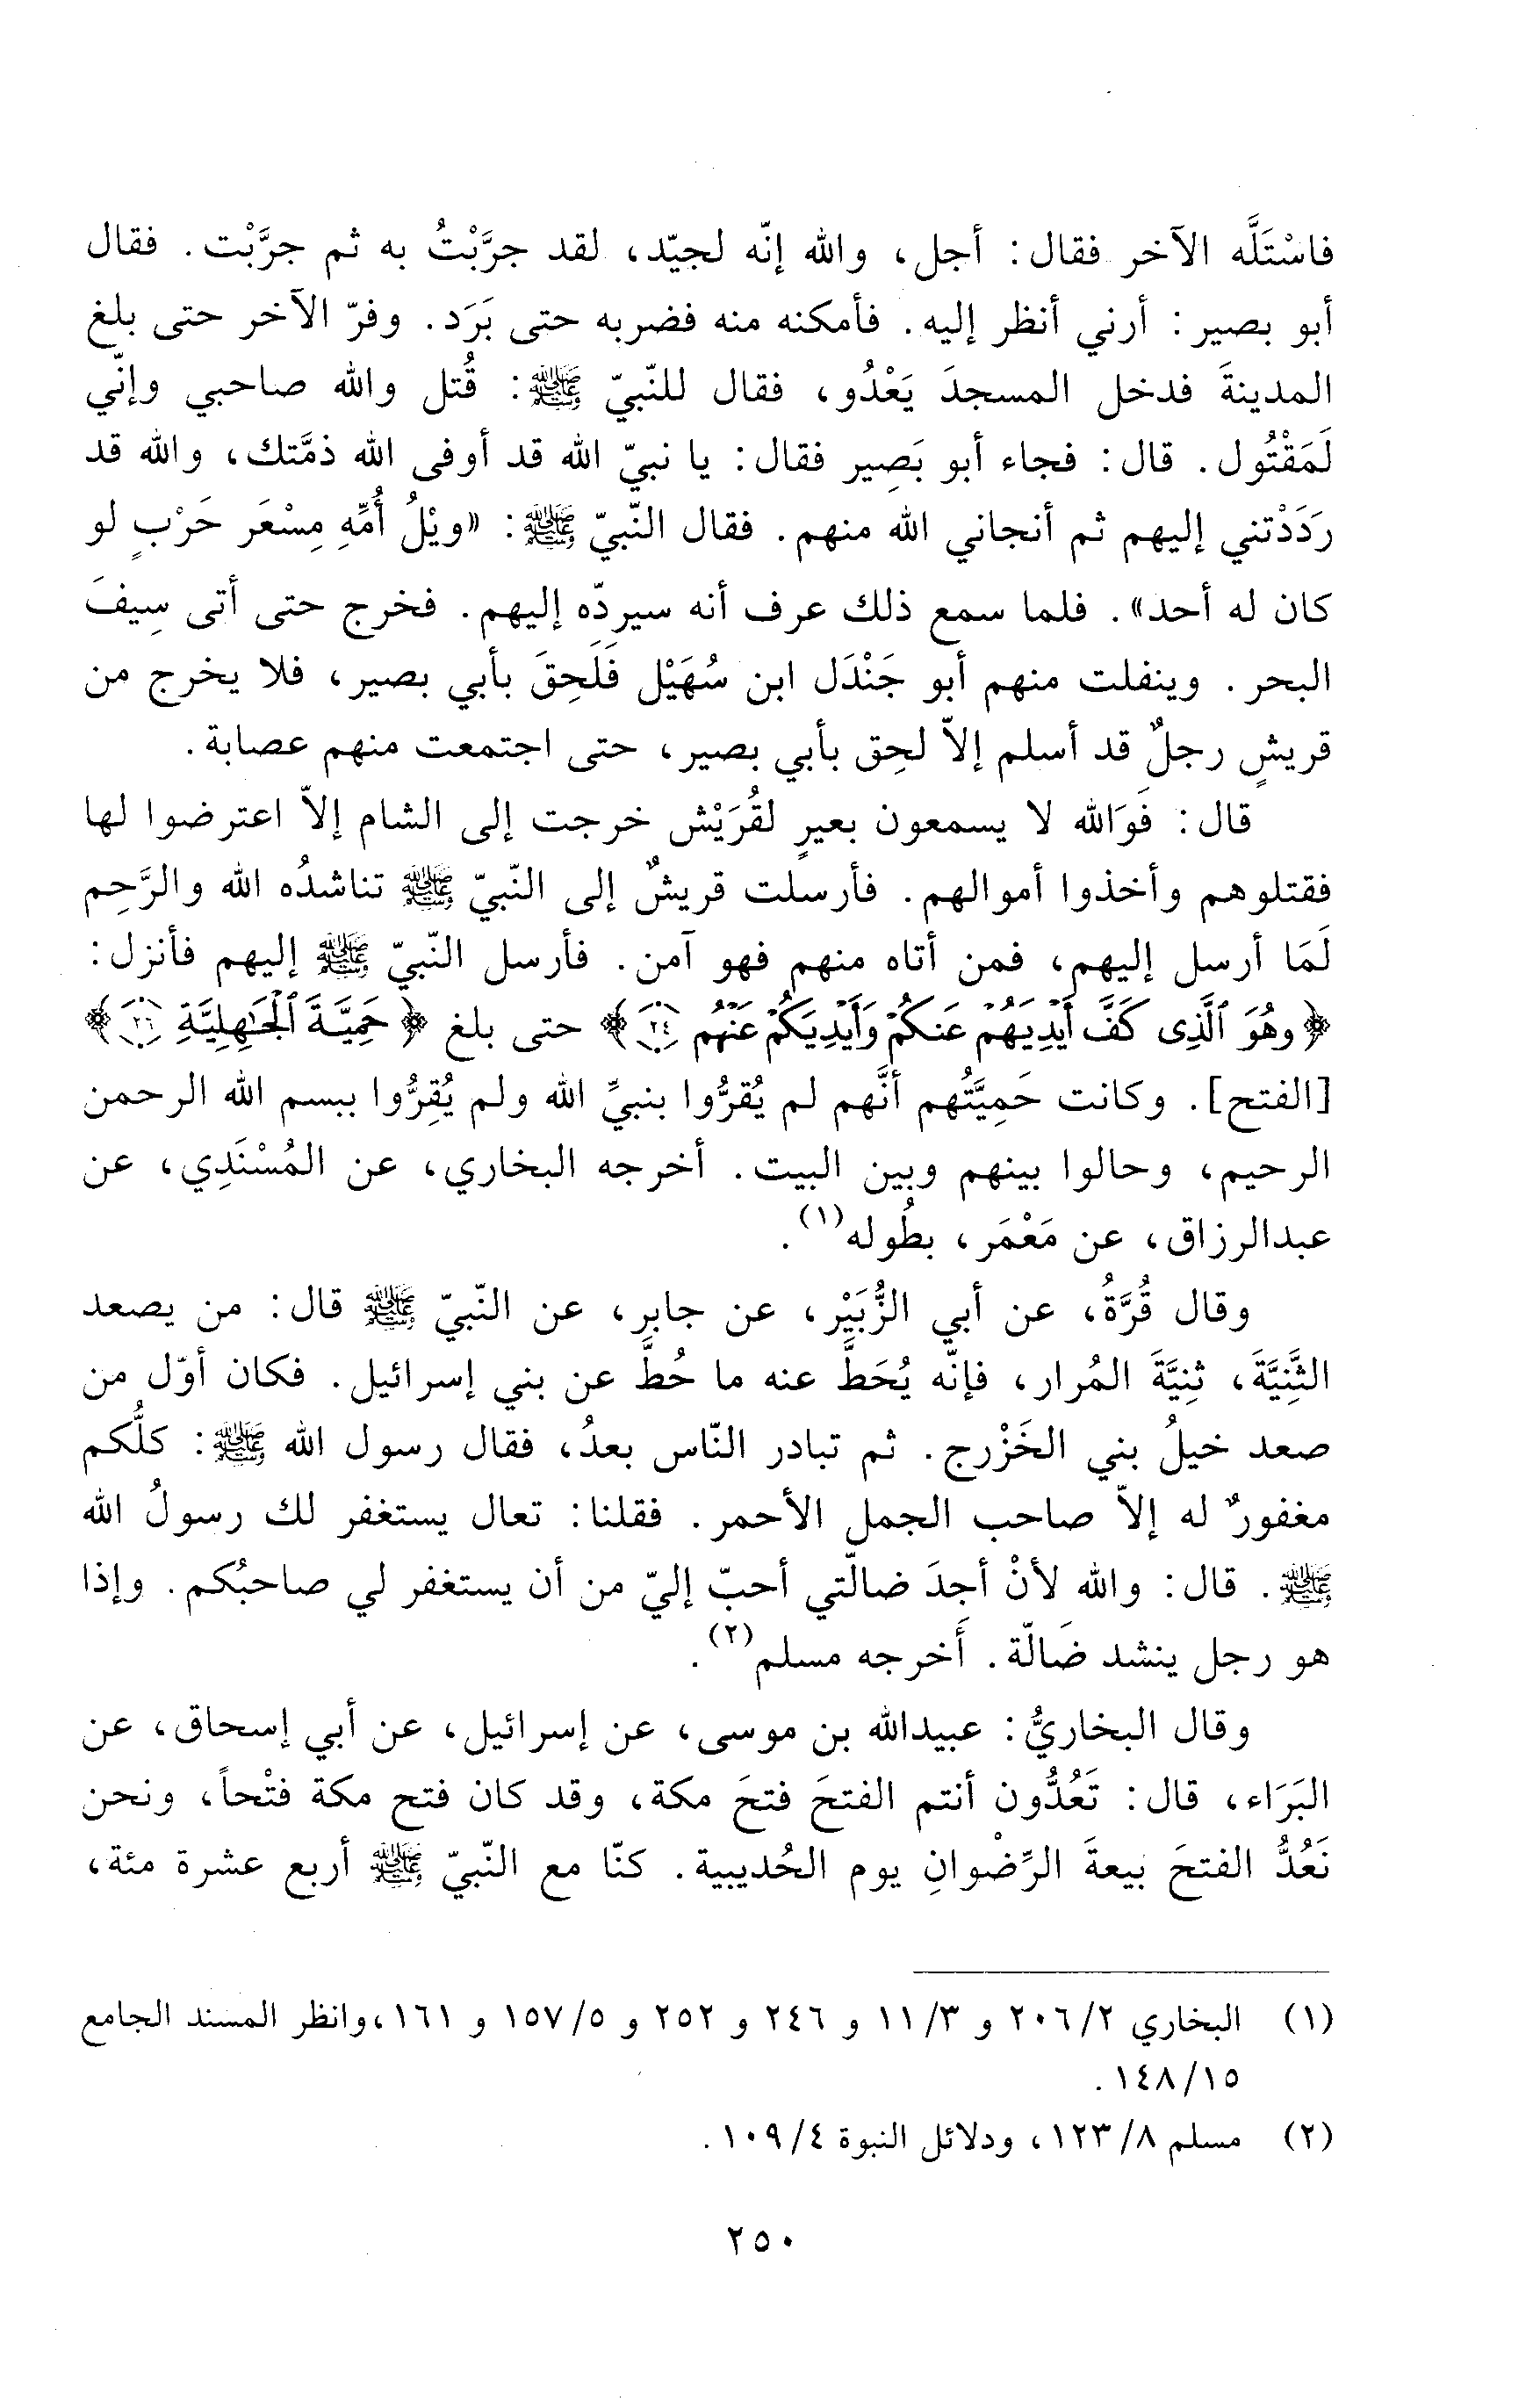 فاسْتَلَّه الآخر فقال: أجل، والله إنّه لجيّد، لقد جرَّبْتُ به ثم جرَّبْت. فقال
أبو بصير: أرني أنظر إليه. فأمكنه منه فضربه حتى بَرَد. وفرّ الآخر حتى بلغ
المدينةَ فدخل المسجدَ يَعْدُو، فقال للنّبيّ ﷺ: قُتل والله صاحبي وإنّي
لَمَقْتُول. قال: فجاء أبو بَصِير فقال: يا نبيّ الله قد أوفى الله ذمَّتك، والله قد
رَدَدْتني إليهم ثم أنجاني الله منهم. فقال النّبيّ ﷺ: «ويْلُ أُمِّهِ مِسْعَر حَرْبٍ لو
كان له أحد». فلما سمع ذلك عرف أنه سيردّه إليهم. فخرج حتى أتى سِيفَ
البحر. وينفلت منهم أبو جَنْدَل ابن سُهَيْل فَلَحِقَ بأبي بصير، فلا يخرج من
قريشٍ رجلٌ قد أسلم إلاّ لحِق بأبي بصير، حتى اجتمعت منهم عصابة.
قال: فَوَالله لا يسمعون بعيرٍ لقُرَيْش خرجت إلى الشام إلاّ اعترضوا لها
فقتلوهم وأخذوا أموالهم. فأرسلت قريشٌ إلى النّبيّ ﷺ تناشدُه الله والرَّحِم
لَمَا أرسل إليهم، فمن أتاه منهم فهو آمن. فأرسل النّبيّ ﷺ إليهم فأنزل:
﴿وَهُوَ ٱلَّذِى كَفَّ أَيْدِيَهُمْ عَنكُمْ وَأَيْدِيَكُمْ عَنْهُم ﴿٢٤﴾﴾ حتى بلغ ﴿حَمِيَّةَ ٱلْجَٰهِلِيَّةِ ﴿٢٦﴾﴾
[الفتح]. وكانت حَمِيَّتُهم أنَّهم لم يُقرُّوا بنبيِّ الله ولم يُقِرُّوا ببسم الله الرحمن
الرحيم، وحالوا بينهم وبين البيت. أخرجه البخاري، عن المُسْنَدِي، عن
عبدالرزاق، عن مَعْمَر، بطُوله(١).
وقال قُرَّةُ، عن أبي الزُّبَيْر، عن جابر، عن النّبيّ ﷺ قال: من يصعد
الثَّنِيَّةَ، ثنِيَّةَ المُرار، فإنّه يُحَطُّ عنه ما حُطَّ عن بني إسرائيل. فكان أوّل من
صعد خيلُ بني الخَزْرج. ثم تبادر النّاس بعدُ، فقال رسول الله ﷺ: كلُّكم
مغفورٌ له إلاّ صاحب الجمل الأحمر. فقلنا: تعال يستغفر لك رسولُ الله
ﷺ. قال: والله لأنْ أجدَ ضالّتي أحبّ إليّ من أن يستغفر لي صاحبُكم. وإذا
هو رجل ينشد ضَالّة. أَخرجه مسلم(٢).
وقال البخاريُّ: عبيدالله بن موسى، عن إسرائيل، عن أبي إسحاق، عن
البَرَاء، قال: تَعُدُّون أنتم الفتحَ فتحَ مكة، وقد كان فتح مكة فتْحاً، ونحن
نَعُدُّ الفتحَ بيعةَ الرِّضْوانِ يوم الحُديبية. كنّا مع النّبيّ ﷺ أربع عشرة مئة،
(١) البخاري ٢٠٦/٢ و ١١/٣ و ٢٤٦ و ٢٥٢ و ١٥٧/٥ و ١٦١، وانظر المسند الجامع
١٤٨/١٥.
(٢) مسلم ١٢٣/٨، ودلائل النبوة ١٠٩/٤.
٢٥٠